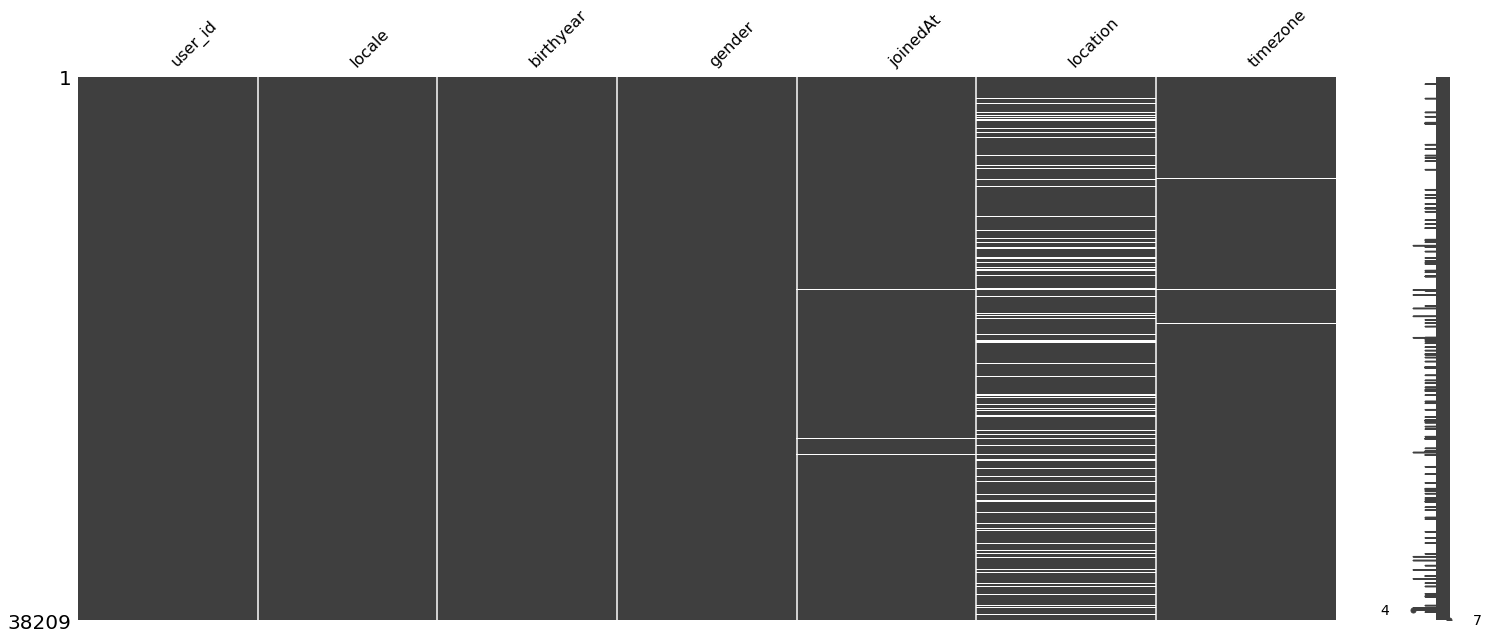 user_id
locale
birthyear
gender
joinedAt
location
timezone
1
38209
4
7